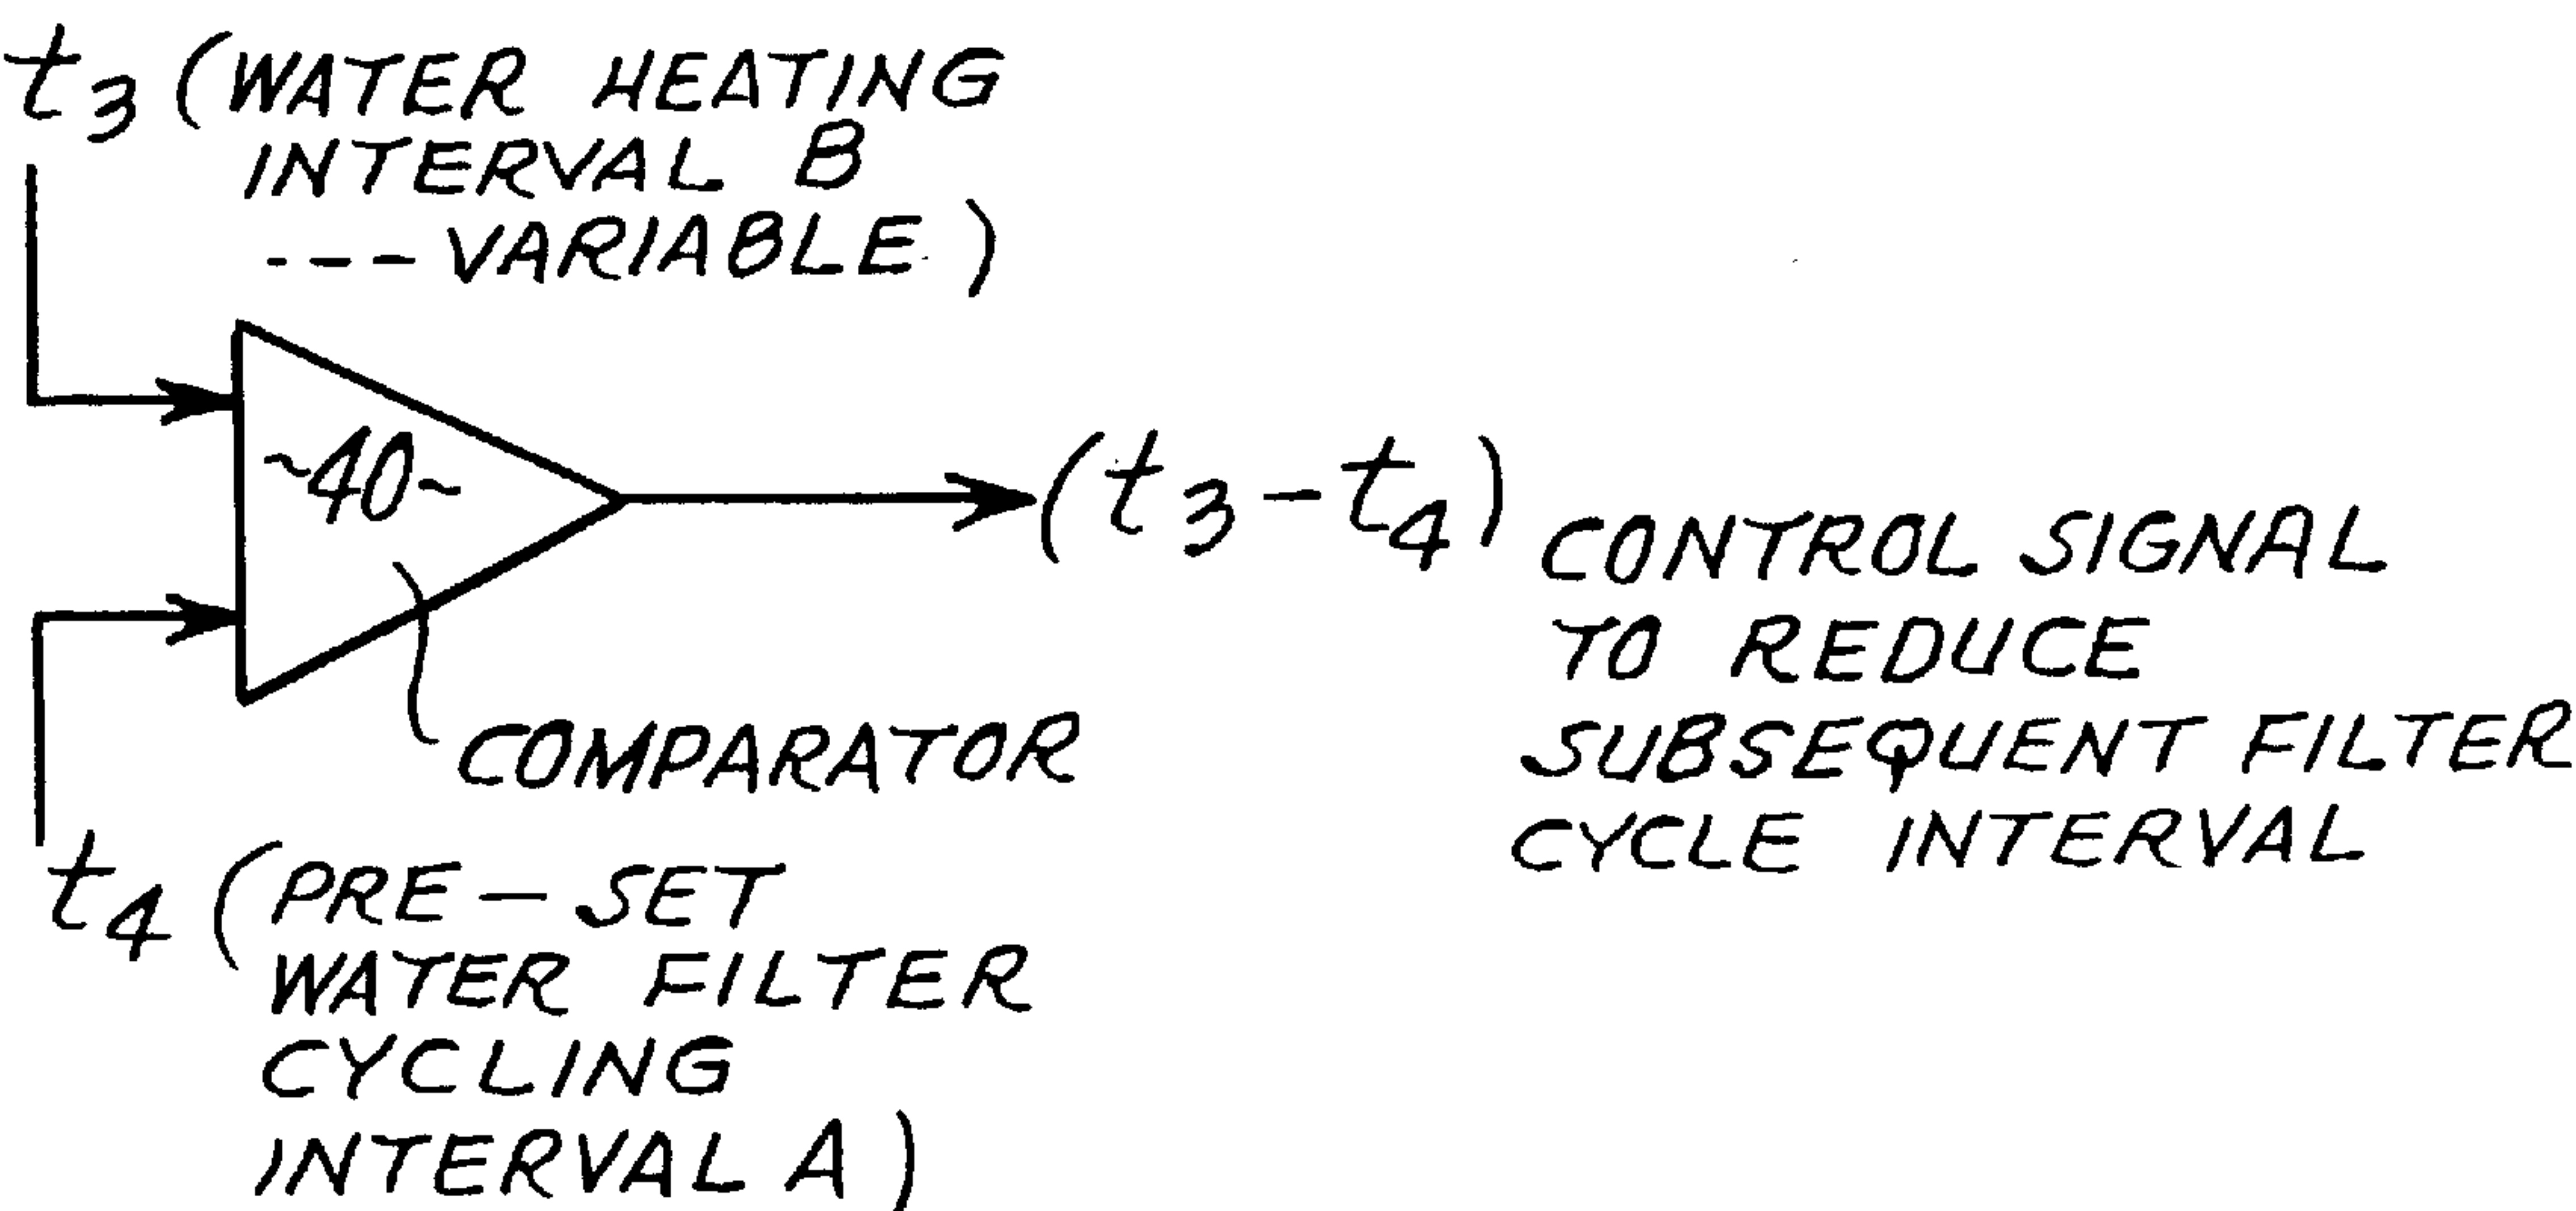 t₃ (WATER HEATING
INTERVAL B
--- VARIABLE)
~40~
(t₃ - t₄)
CONTROL SIGNAL
TO REDUCE
SUBSEQUENT FILTER
CYCLE INTERVAL
COMPARATOR
t₄ (PRE-SET
WATER FILTER
CYCLING
INTERVAL A)